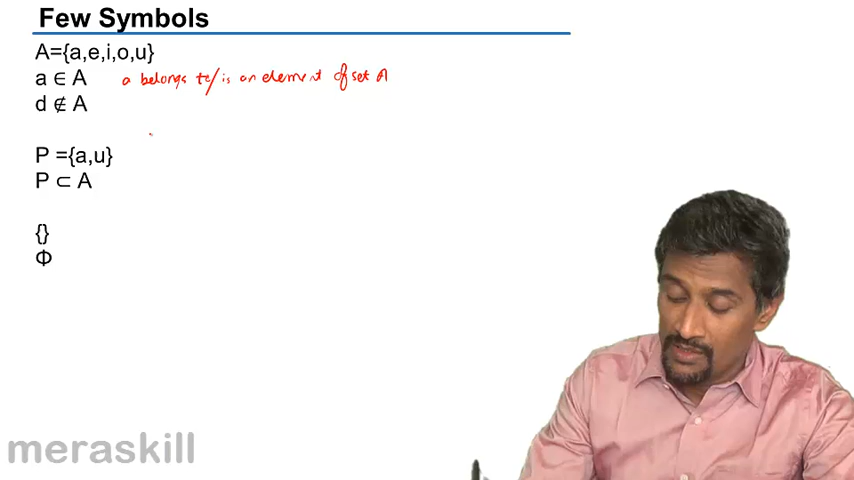 Few Symbols
A={a,e,i,o,u}
a ∈ A a belongs to/is an element of set A
d ∉ A
P ={a,u}
P ⊂ A
{}
Φ
meraskill